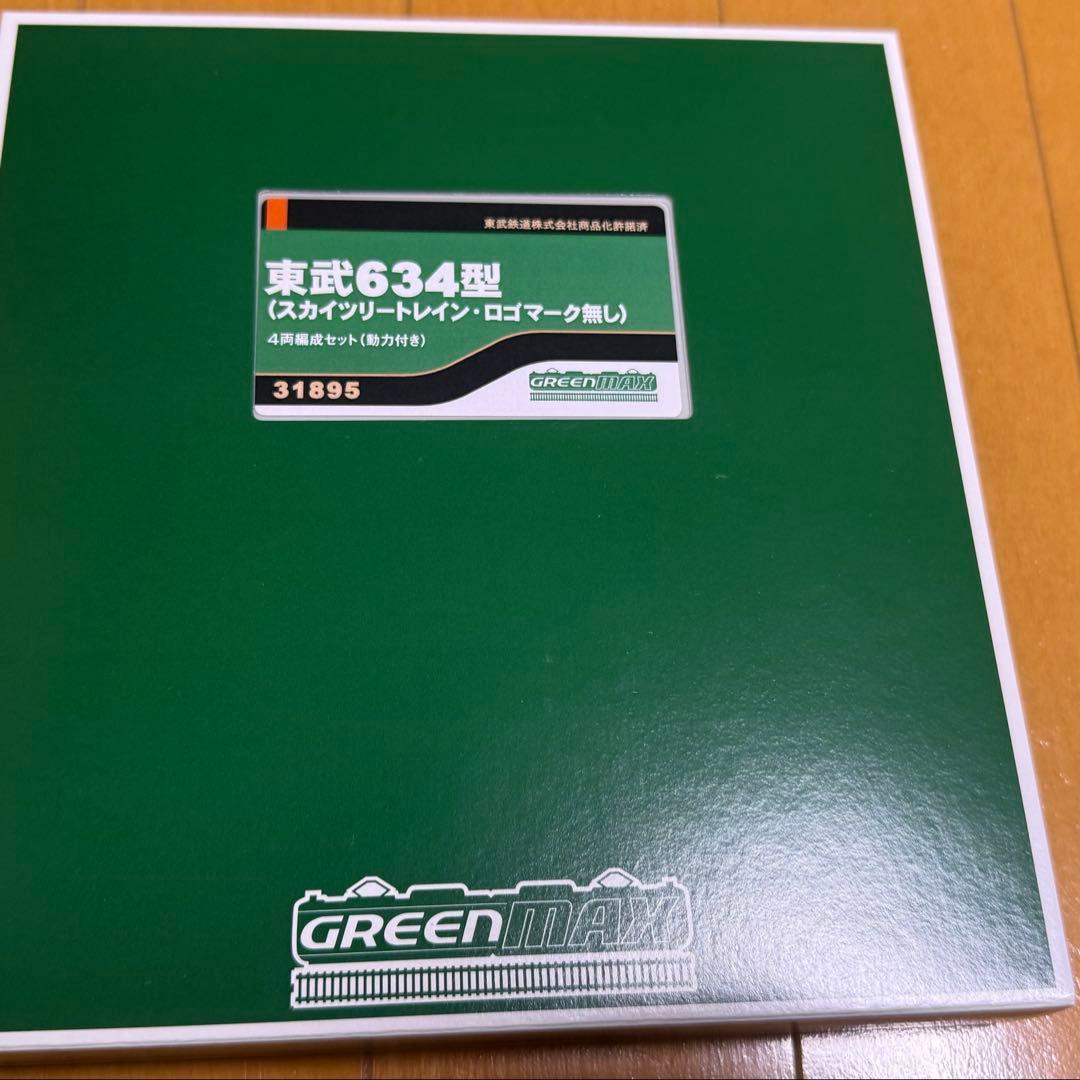 東武鉄道株式会社商品化許諾済
東武634型
(スカイツリートレイン・ロゴマーク無し)
4両編成セット(動力付き)
31895
GREENMAX
GREENMAX